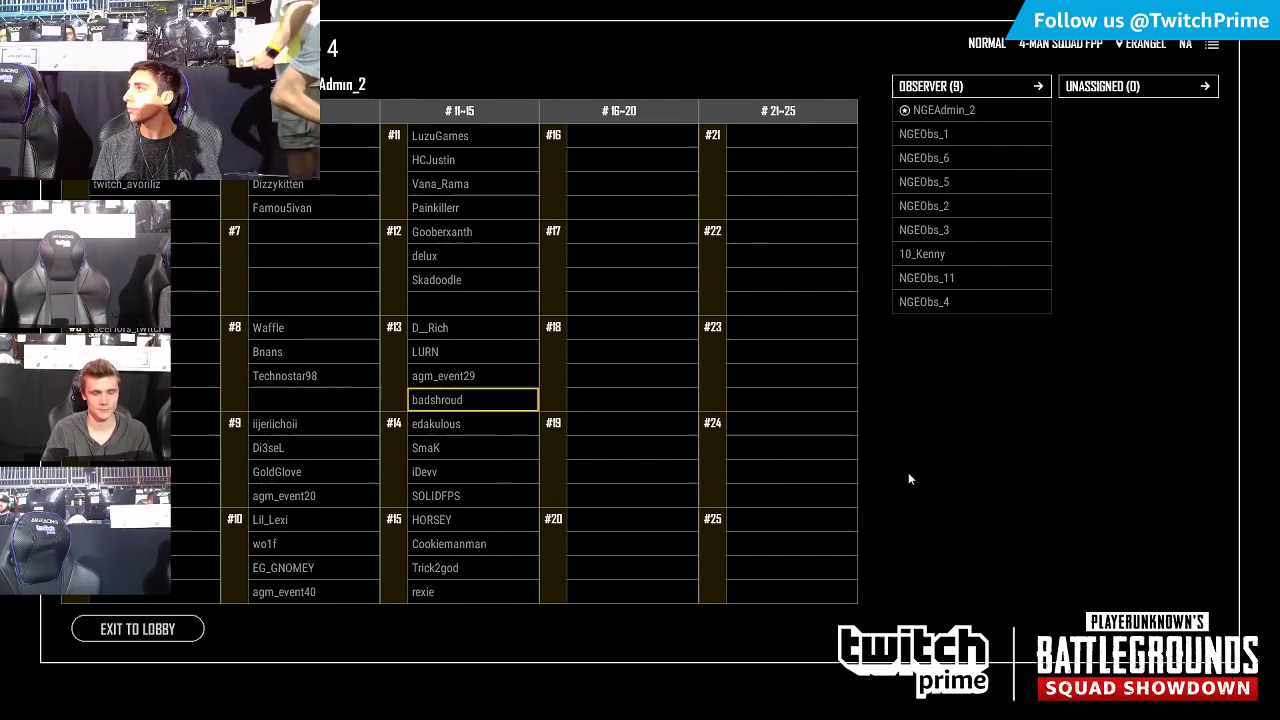 Follow us @TwitchPrime
4
NORMAL 4-MAN SQUAD FPP ERANGEL NA
Admin_2
OBSERVER (9)
UNASSIGNED (0)
# 11~15
# 16~20
# 21~25
NGEAdmin_2
NGEObs_1
NGEObs_6
NGEObs_5
NGEObs_2
NGEObs_3
10_Kenny
NGEObs_11
NGEObs_4
twitch_avoriliz
Dizzykitten
Famou5ivan
#7
#8 Waffle
Bnans
Technostar98
#9 iijeriichoii
Di3seL
GoldGlove
agm_event20
#10 Lil_Lexi
wo1f
EG_GNOMEY
agm_event40
#11 LuzuGames
HCJustin
Vana_Rama
Painkillerr
#12 Gooberxanth
delux
Skadoodle
#13 D__Rich
LURN
agm_event29
badshroud
#14 edakulous
SmaK
iDevv
SOLIDFPS
#15 HORSEY
Cookiemanman
Trick2god
rexie
#16
#17
#18
#19
#20
#21
#22
#23
#24
#25
EXIT TO LOBBY
twitch
prime
PLAYERUNKNOWN'S
BATTLEGROUNDS
SQUAD SHOWDOWN